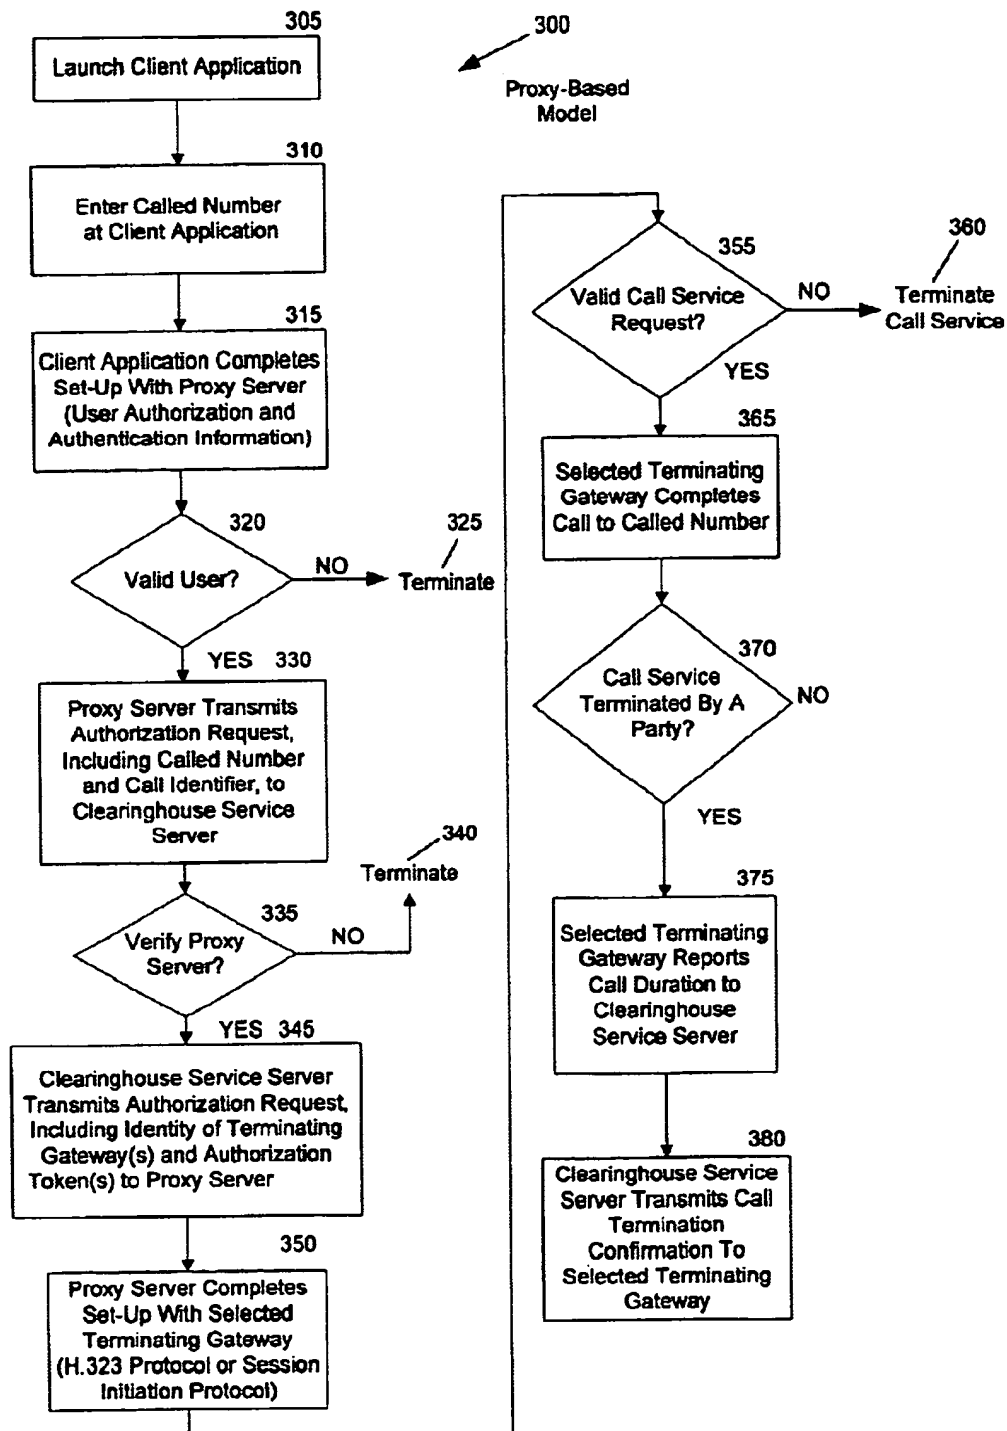 305
Launch Client Application
300
Proxy-Based
Model
310
Enter Called Number
at Client Application
315
Client Application Completes
Set-Up With Proxy Server
(User Authorization and
Authentication Information)
320
Valid User?
NO
325
Terminate
YES 330
Proxy Server Transmits
Authorization Request,
Including Called Number
and Call Identifier, to
Clearinghouse Service
Server
335
Verify Proxy
Server?
NO
340
Terminate
YES 345
Clearinghouse Service Server
Transmits Authorization Request,
Including Identity of Terminating
Gateway(s) and Authorization
Token(s) to Proxy Server
350
Proxy Server Completes
Set-Up With Selected
Terminating Gateway
(H.323 Protocol or Session
Initiation Protocol)
355
Valid Call Service
Request?
NO
360
Terminate
Call Service
YES
365
Selected Terminating
Gateway Completes
Call to Called Number
370
Call Service
Terminated By A
Party?
NO
YES
375
Selected Terminating
Gateway Reports
Call Duration to
Clearinghouse
Service Server
380
Clearinghouse Service
Server Transmits Call
Termination
Confirmation To
Selected Terminating
Gateway